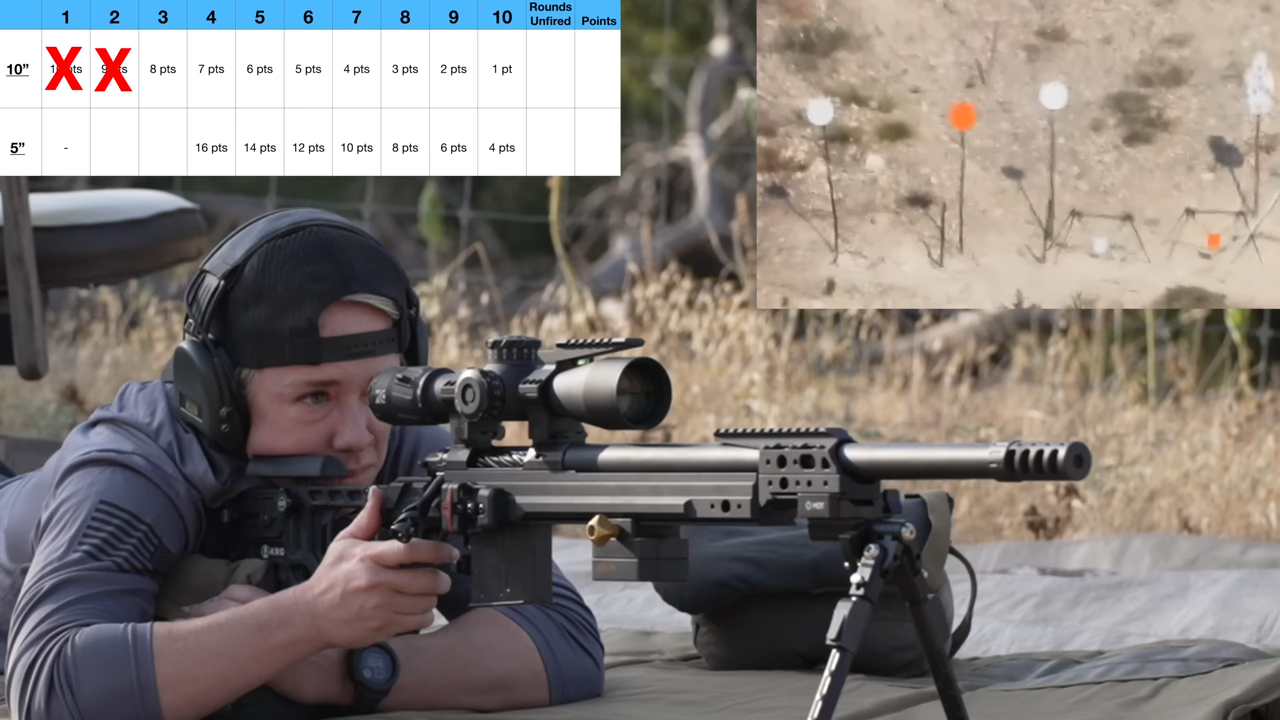 1 2 3 4 5 6 7 8 9 10 Rounds Unfired Points
10” X X 8 pts 7 pts 6 pts 5 pts 4 pts 3 pts 2 pts 1 pt
5” - 16 pts 14 pts 12 pts 10 pts 8 pts 6 pts 4 pts
MDT
KRG